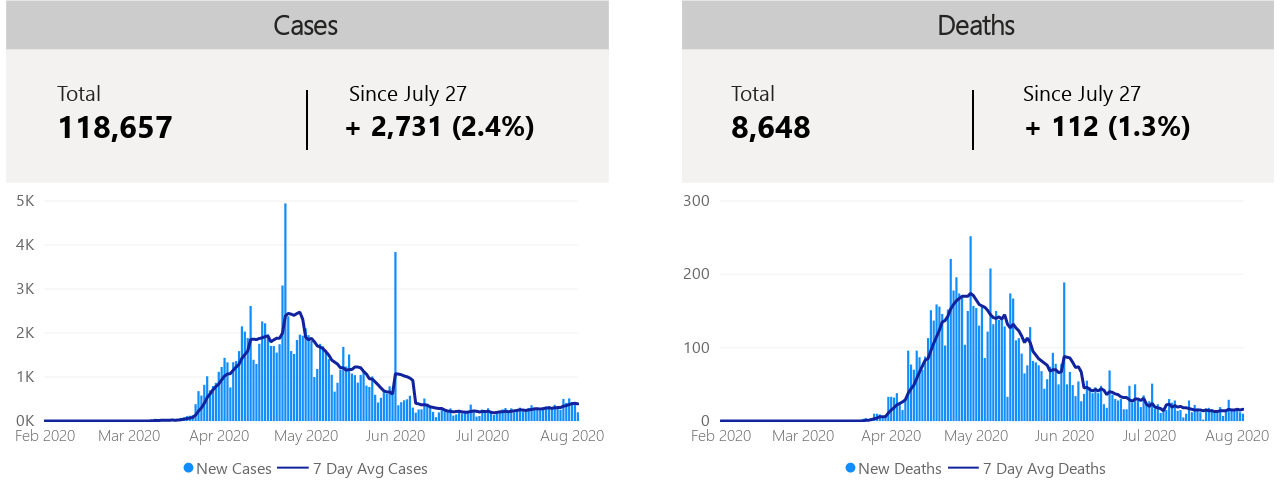 Cases
Total
118,657
Since July 27
+ 2,731 (2.4%)
5K
4K
3K
2K
1K
0K
Feb 2020 Mar 2020 Apr 2020 May 2020 Jun 2020 Jul 2020 Aug 2020
New Cases 7 Day Avg Cases
Deaths
Total
8,648
Since July 27
+ 112 (1.3%)
300
200
100
0
Feb 2020 Mar 2020 Apr 2020 May 2020 Jun 2020 Jul 2020 Aug 2020
New Deaths 7 Day Avg Deaths